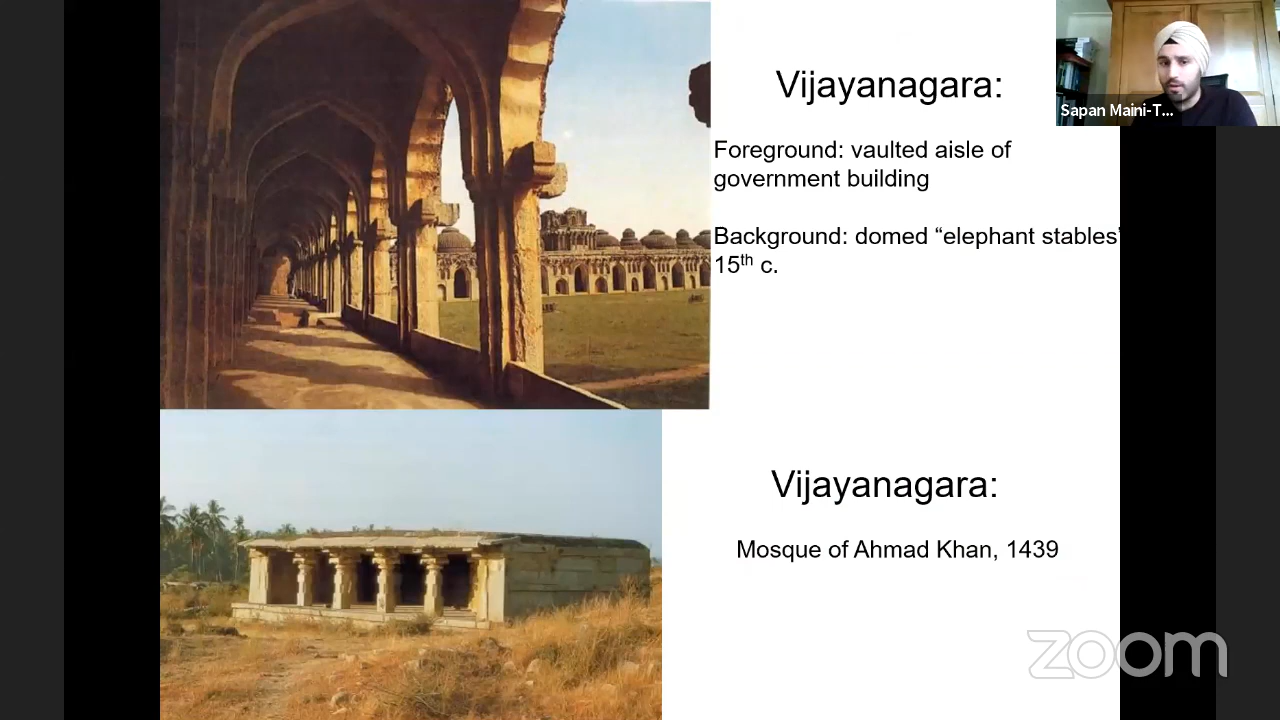 Vijayanagara:
Sapan Maini-T...
Foreground: vaulted aisle of
government building
Background: domed “elephant stables”
15th c.
Vijayanagara:
Mosque of Ahmad Khan, 1439
zoom